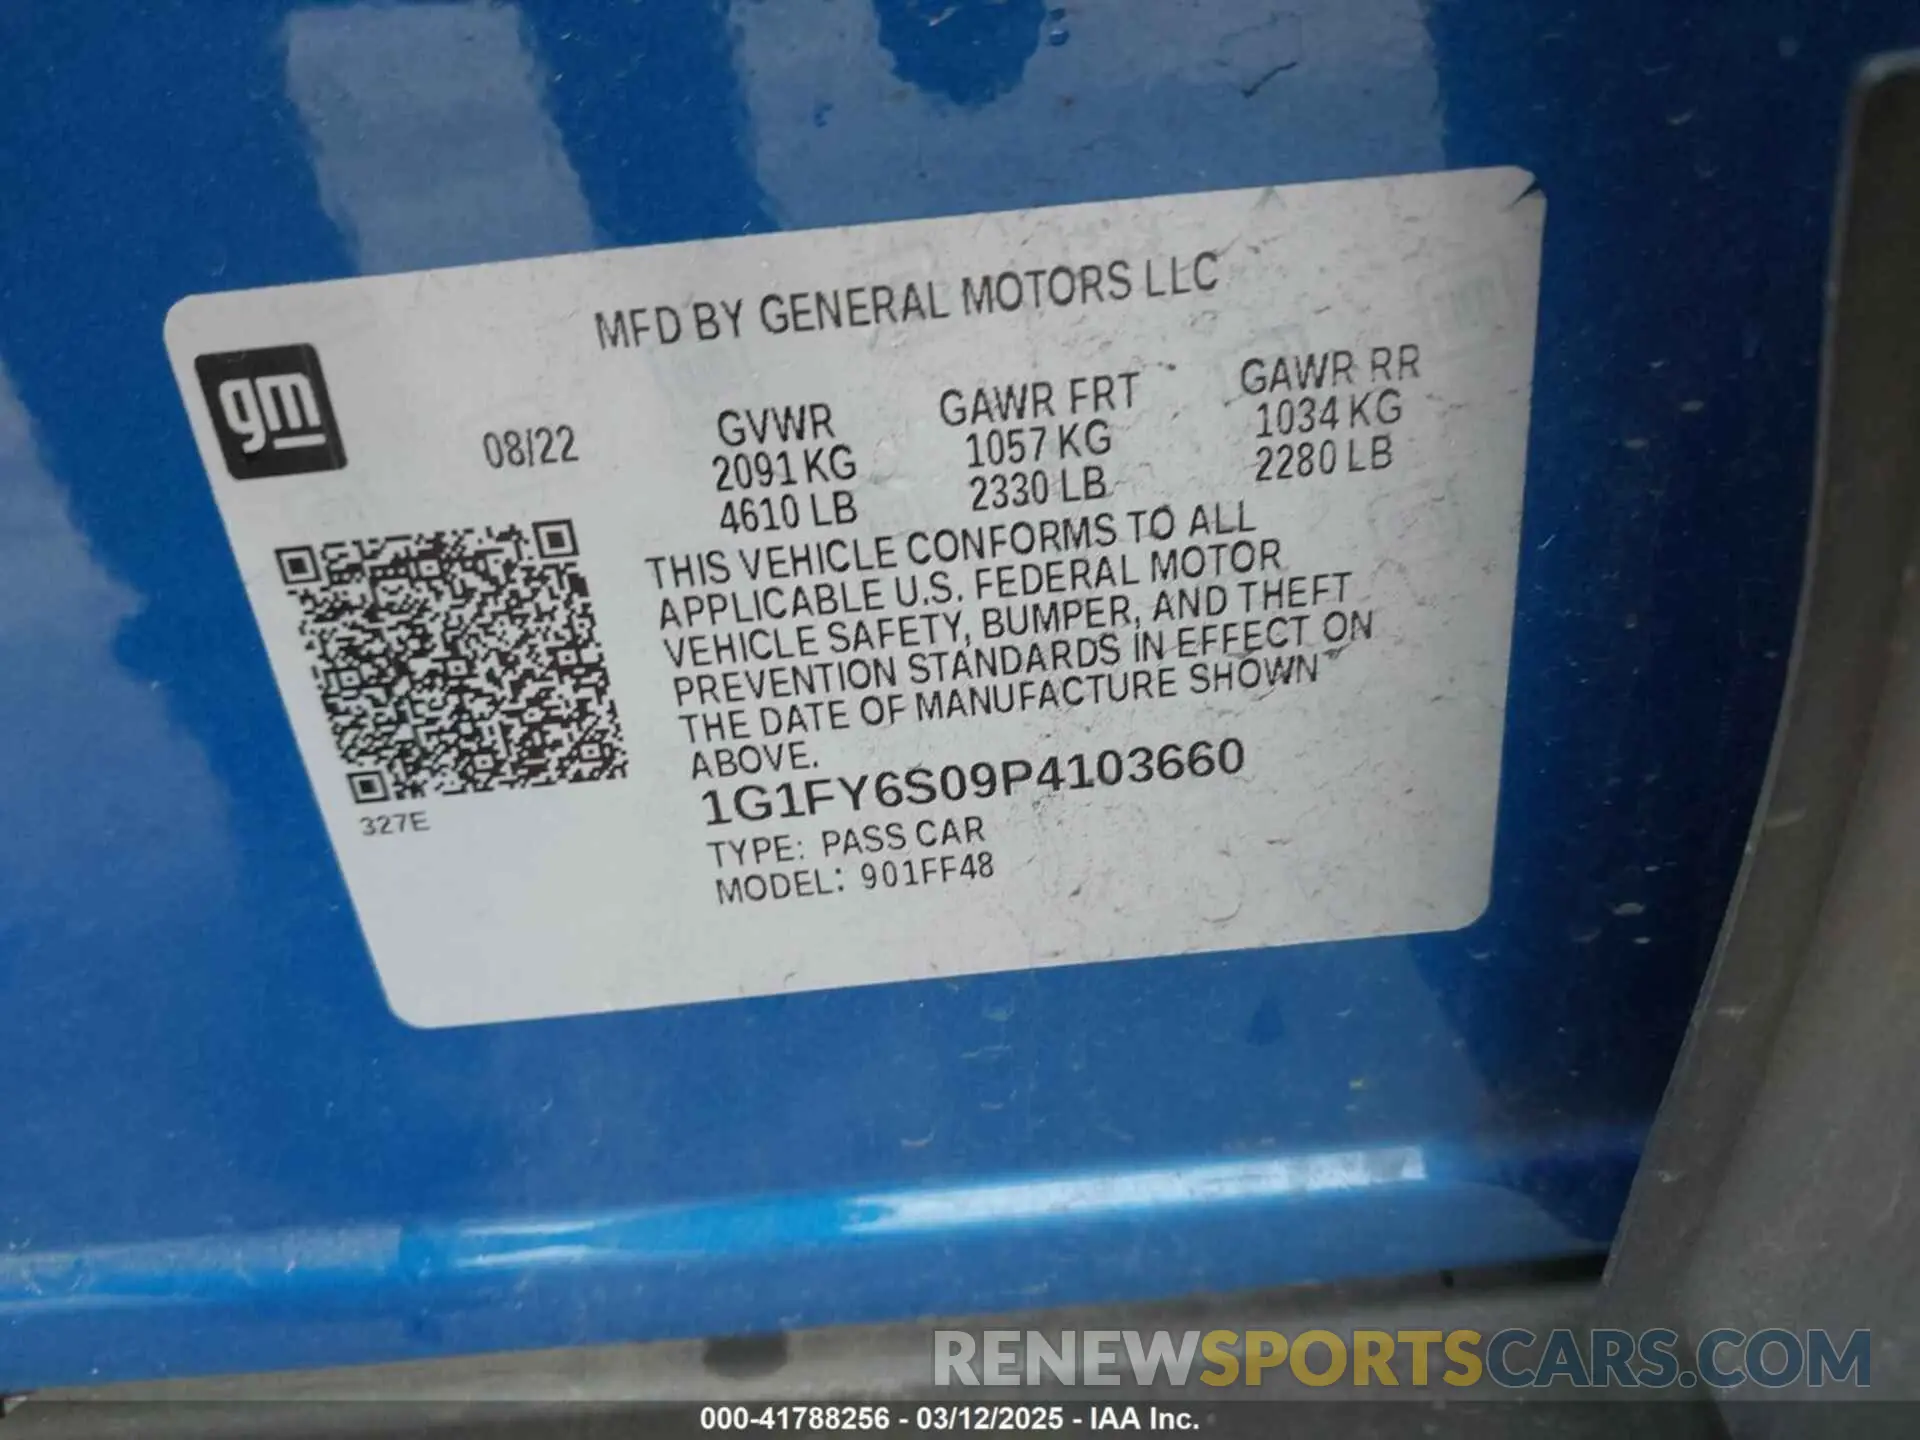 MFD BY GENERAL MOTORS LLC
gm
08/22
GVWR
2091 KG
4610 LB
GAWR FRT
1057 KG
2330 LB
GAWR RR
1034 KG
2280 LB
THIS VEHICLE CONFORMS TO ALL
APPLICABLE U.S. FEDERAL MOTOR
VEHICLE SAFETY, BUMPER, AND THEFT
PREVENTION STANDARDS IN EFFECT ON
THE DATE OF MANUFACTURE SHOWN
ABOVE.
327E
1G1FY6S09P4103660
TYPE: PASS CAR
MODEL: 901FF48
RENEWSPORTSCARS.COM
000-41788256 - 03/12/2025 - IAA Inc.